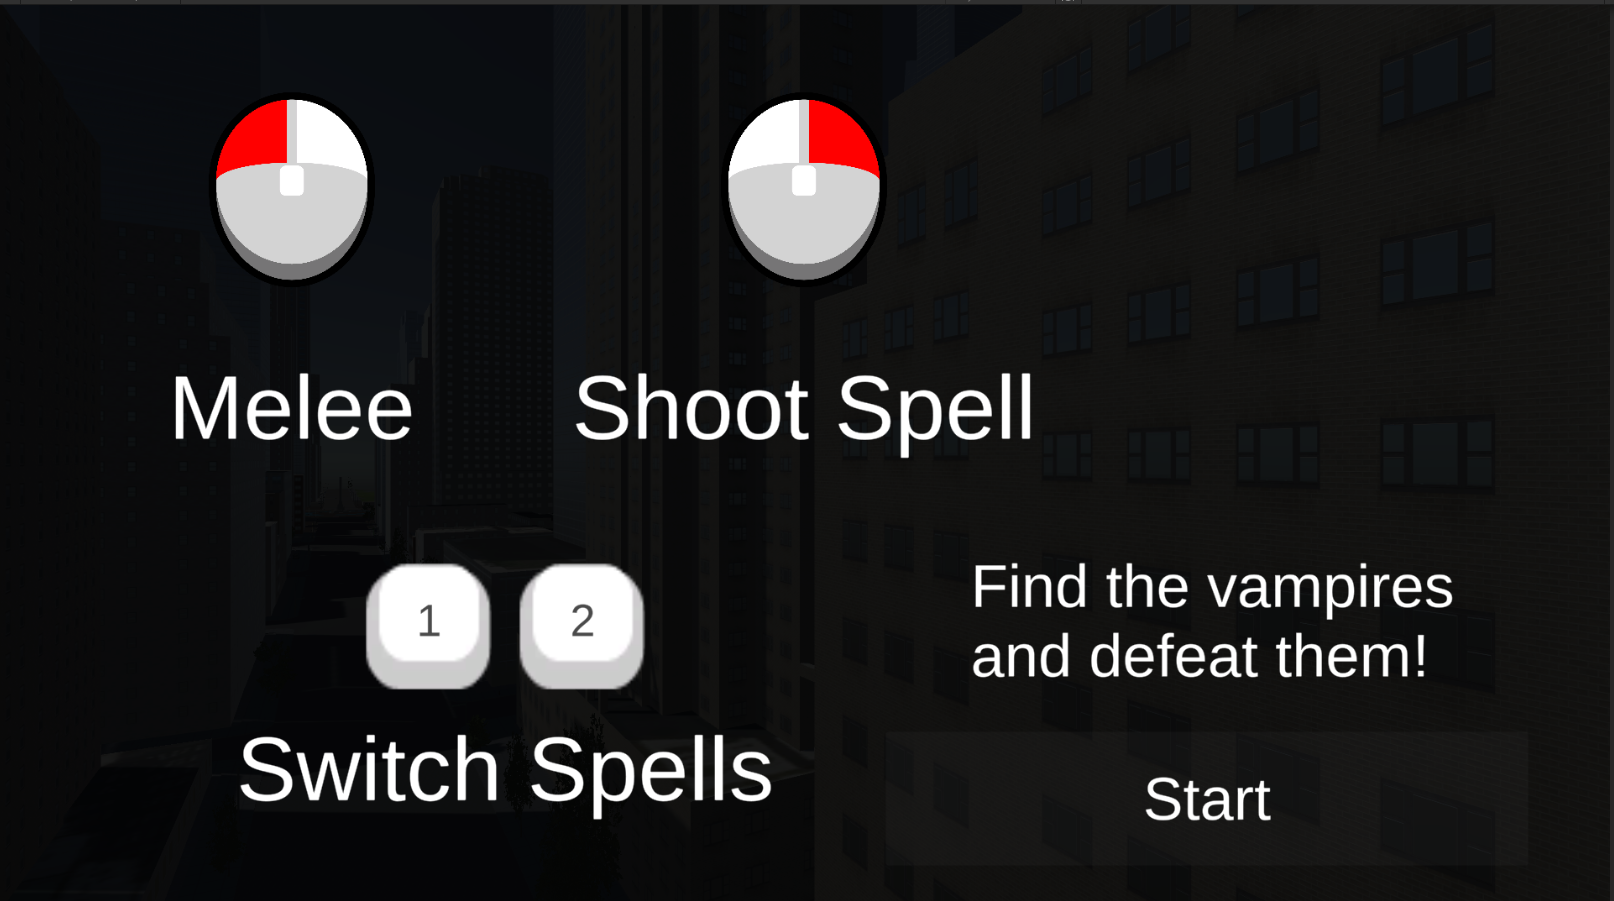 Melee
Shoot Spell
1 2
Switch Spells
Find the vampires
and defeat them!
Start